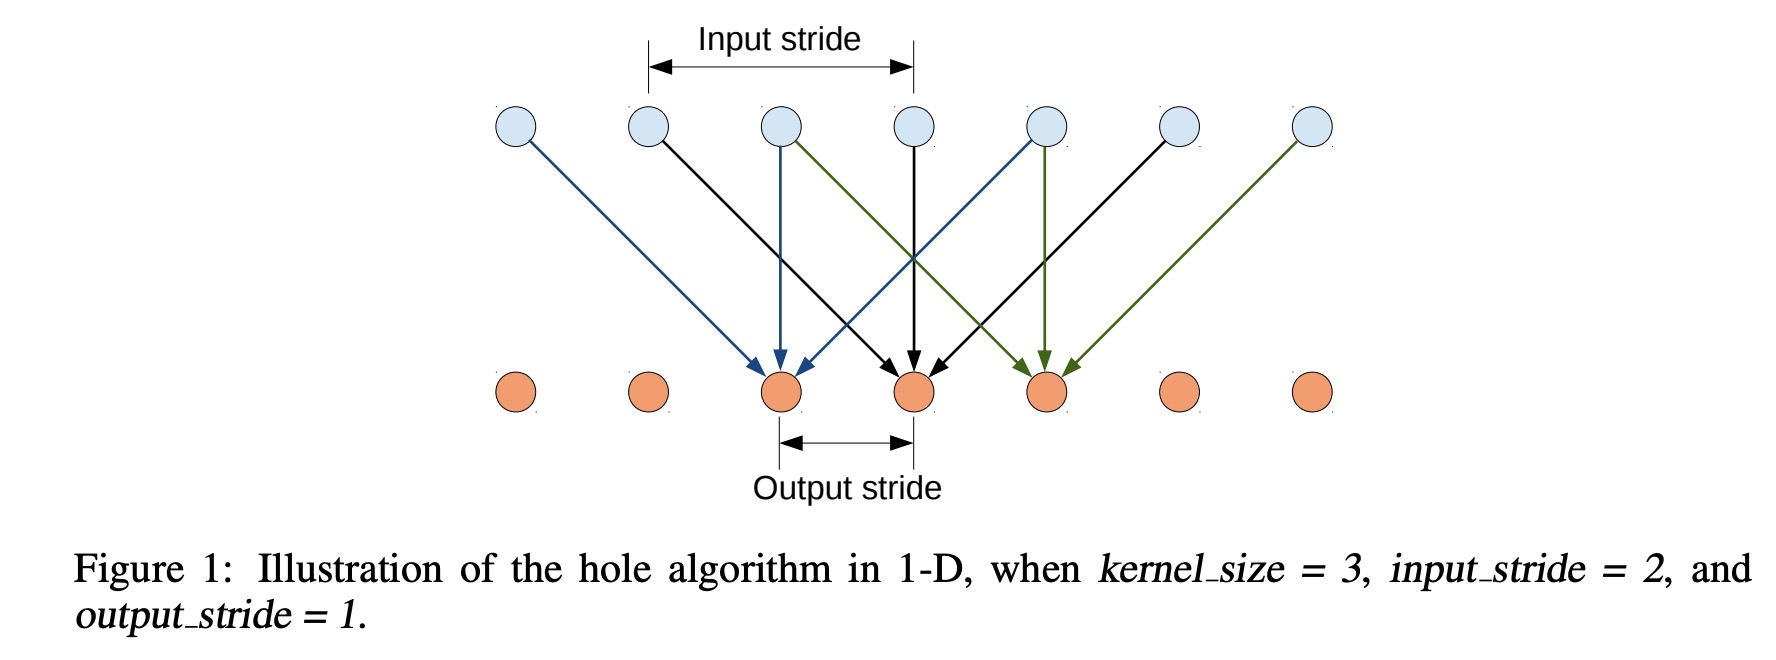 Input stride
Output stride
Figure 1: Illustration of the hole algorithm in 1-D, when kernel_size = 3, input_stride = 2, and
output_stride = 1.